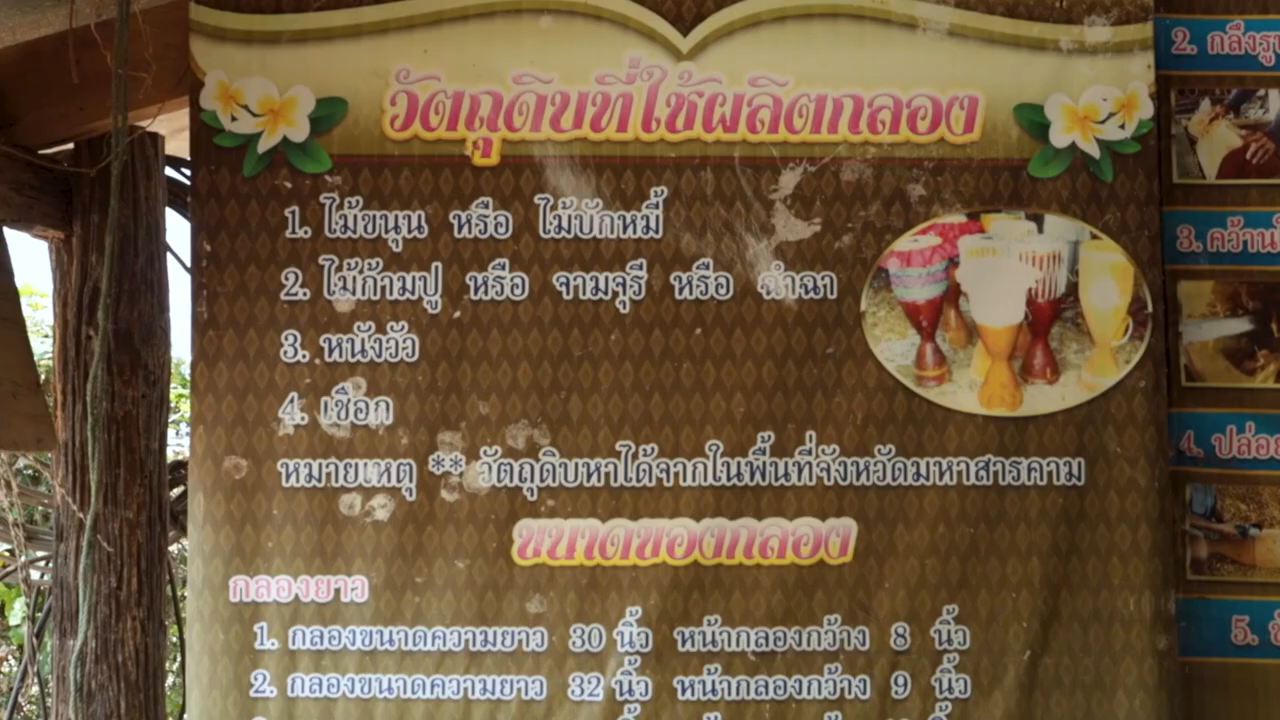 วัตถุดิบที่ใช้ผลิตกลอง
1. ไม้ขนุน หรือ ไม้บักหมี้
2. ไม้ก้ามปู หรือ จามจุรี หรือ ฉำฉา
3. หนังวัว
4. เชือก
หมายเหตุ ** วัตถุดิบหาได้จากในพื้นที่จังหวัดมหาสารคาม
ขนาดของกลอง
กลองยาว
1. กลองขนาดความยาว 30 นิ้ว หน้ากลองกว้าง 8 นิ้ว
2. กลองขนาดความยาว 32 นิ้ว หน้ากลองกว้าง 9 นิ้ว
2. กลึงรูป
3. คว้าน
4. ปล่อย
5.